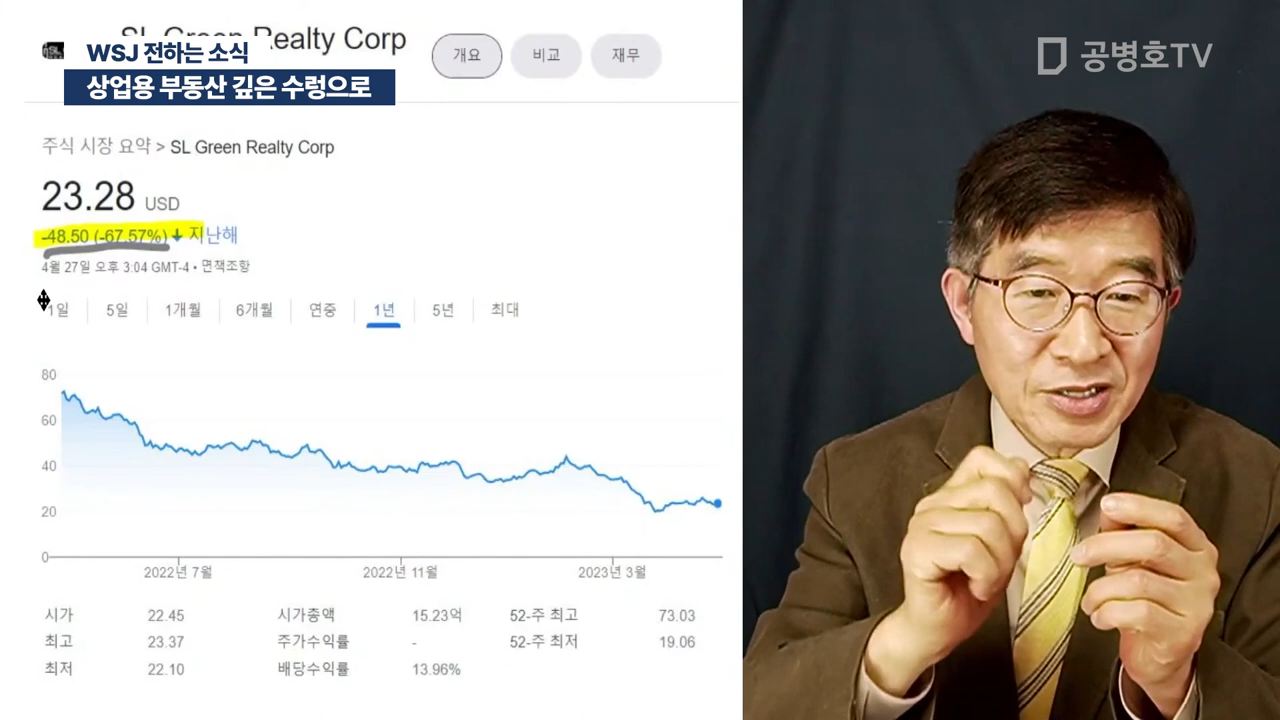 SL Green Realty Corp
WSJ 전하는 소식
상업용 부동산 깊은 수렁으로
개요 비교 재무
공병호TV
주식 시장 요약 > SL Green Realty Corp
23.28 USD
-48.50 (-67.57%) ↓ 지난해
4월 27일 오후 3:04 GMT-4 • 면책조항
1일 5일 1개월 6개월 연중 1년 5년 최대
80
60
40
20
0
2022년 7월 2022년 11월 2023년 3월
시가 22.45 시가총액 15.23억 52-주 최고 73.03
최고 23.37 주가수익률 - 52-주 최저 19.06
최저 22.10 배당수익률 13.96%